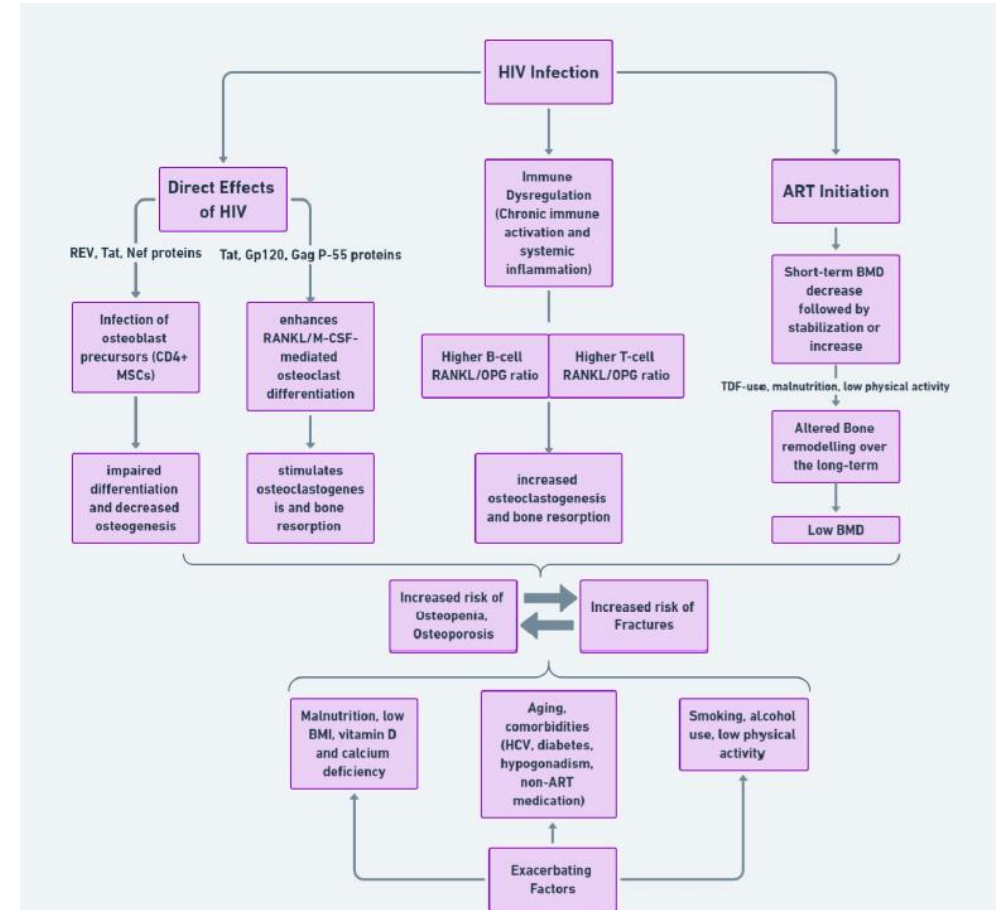 HIV Infection
Direct Effects
of HIV
Immune
Dysregulation
(Chronic immune
activation and
systemic
inflammation)
ART Initiation
REV, Tat, Nef proteins
Tat, Gp120, Gag P-55 proteins
Infection of
osteoblast
precursors (CD4+
MSCs)
enhances
RANKL/M-CSF-
mediated
osteoclast
differentiation
Higher B-cell
RANKL/OPG ratio
Higher T-cell
RANKL/OPG ratio
Short-term BMD
decrease
followed by
stabilization or
increase
TDF-use, malnutrition, low physical activity
Altered Bone
remodelling over
the long-term
impaired
differentiation
and decreased
osteogenesis
stimulates
osteoclastogenes
is and bone
resorption
increased
osteoclastogenesis
and bone resorption
Low BMD
Increased risk of
Osteopenia,
Osteoporosis
Increased risk of
Fractures
Malnutrition, low
BMI, vitamin D
and calcium
deficiency
Aging,
comorbidities
(HCV, diabetes,
hypogonadism,
non-ART
medication)
Smoking, alcohol
use, low physical
activity
Exacerbating
Factors